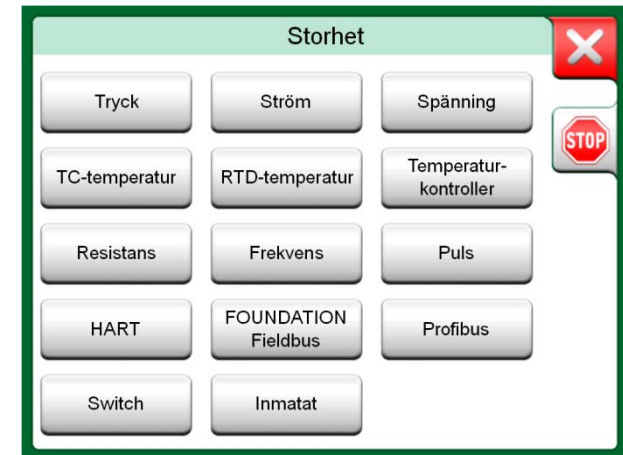 Storhet
Tryck
Ström
Spänning
STOP
TC-temperatur
RTD-temperatur
Temperatur-
kontroller
Resistans
Frekvens
Puls
HART
FOUNDATION
Fieldbus
Profibus
Switch
Inmatat